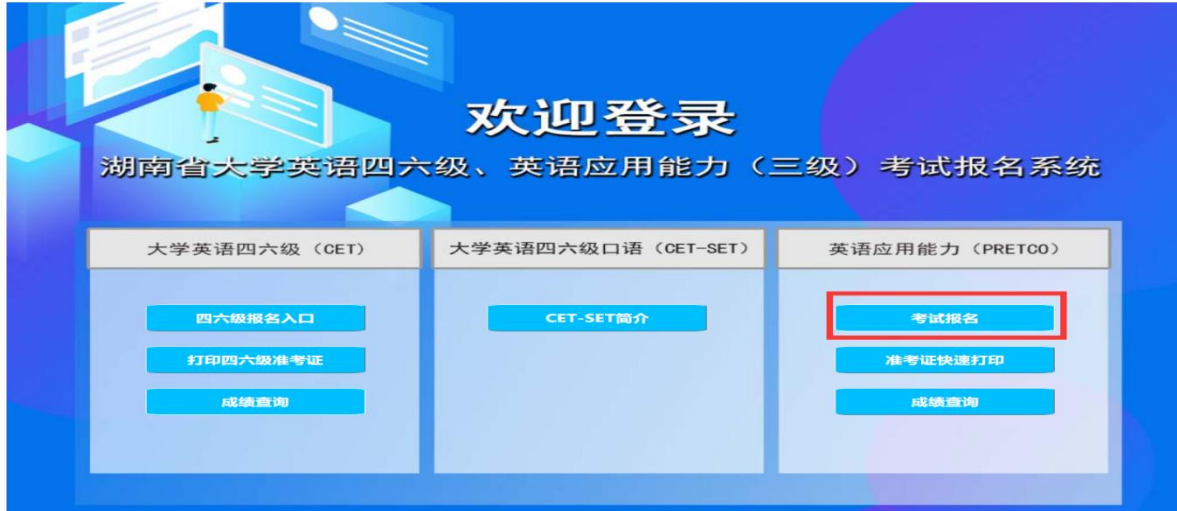 欢迎登录
湖南省大学英语四六级、英语应用能力（三级）考试报名系统
大学英语四六级（CET）
四六级报名入口
打印四六级准考证
成绩查询
大学英语四六级口语（CET-SET）
CET-SET简介
英语应用能力（PRETCO）
考试报名
准考证快速打印
成绩查询